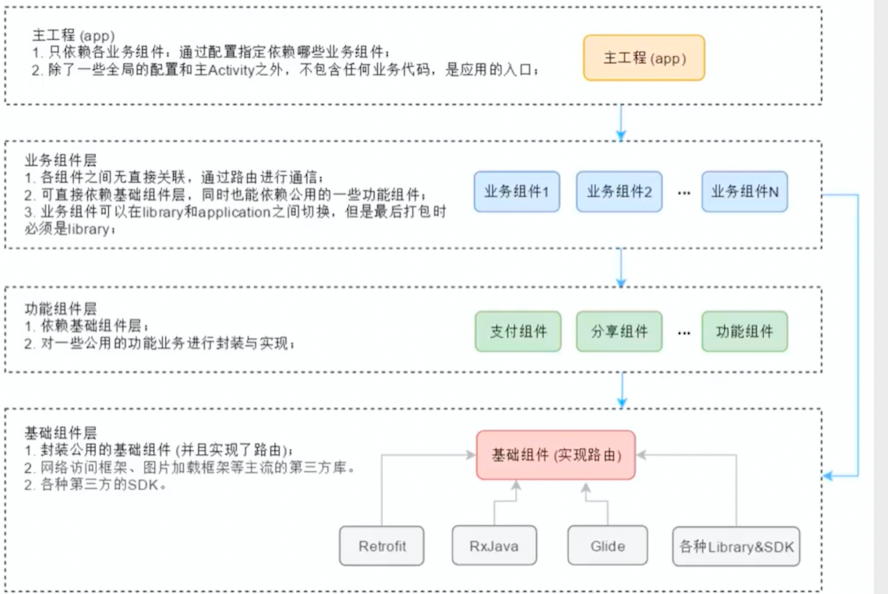 主工程 (app)
1. 只依赖各业务组件，通过配置指定依赖哪些业务组件；
2. 除了一些全局的配置和主Activity之外，不包含任何业务代码，是应用的入口；
主工程 (app)
业务组件层
1. 各组件之间无直接关联，通过路由进行通信；
2. 可直接依赖基础组件层，同时也能依赖公用的一些功能组件；
3. 业务组件可以在library和application之间切换，但是最后打包时
必须是library；
业务组件1
业务组件2
...
业务组件N
功能组件层
1. 依赖基础组件层；
2. 对一些公用的功能业务进行封装与实现；
支付组件
分享组件
...
功能组件
基础组件层
1. 封装公用的基础组件 (并且实现了路由)；
2. 网络访问框架、图片加载框架等主流的第三方库。
2. 各种第三方的SDK。
基础组件 (实现路由)
Retrofit
RxJava
Glide
各种Library&SDK